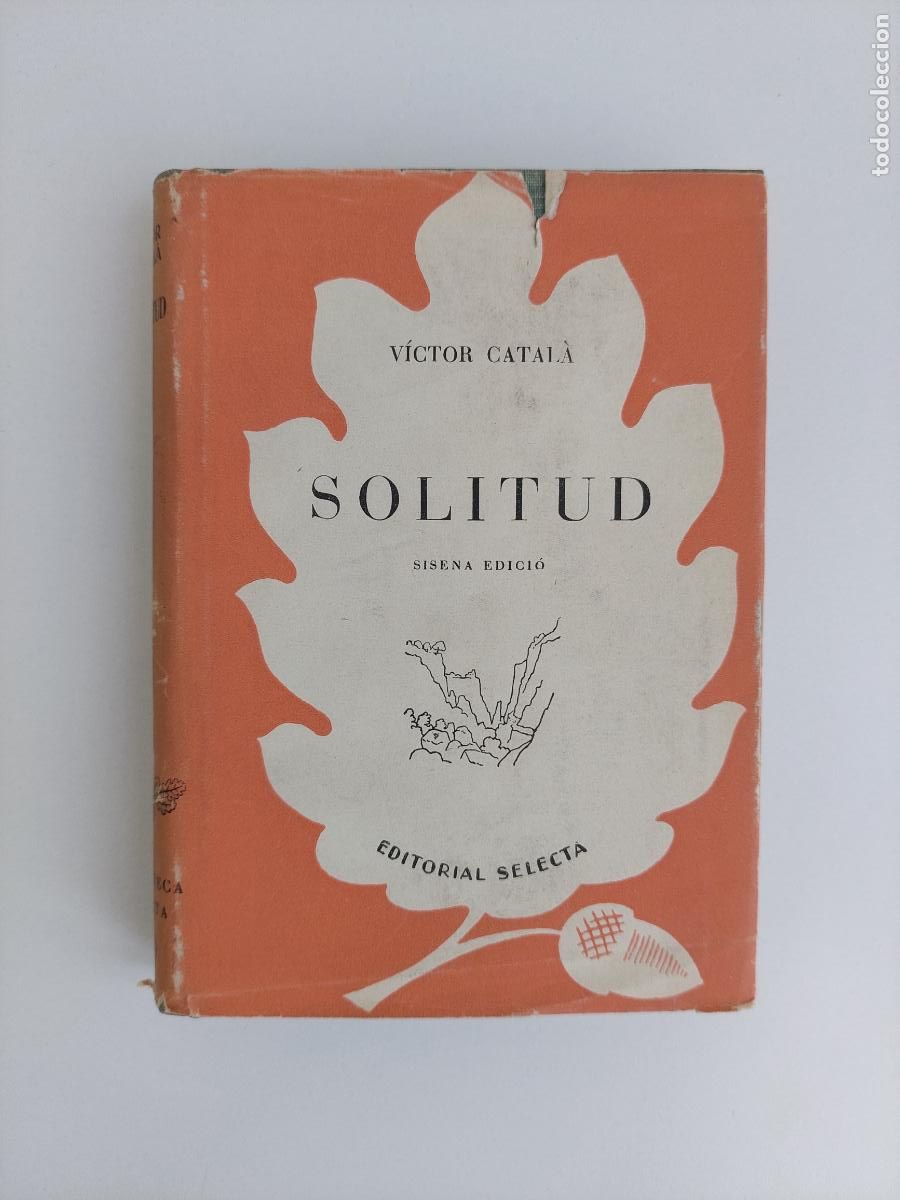 VÍCTOR CATALÀ
SOLITUD
SISENA EDICIÓ
EDITORIAL SELECTA
todocoleccion